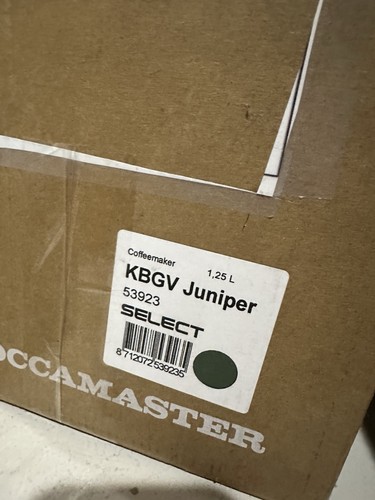 Coffeemaker 1,25 L
KBGV Juniper
53923
SELECT
8712072539235
OCCAMASTER